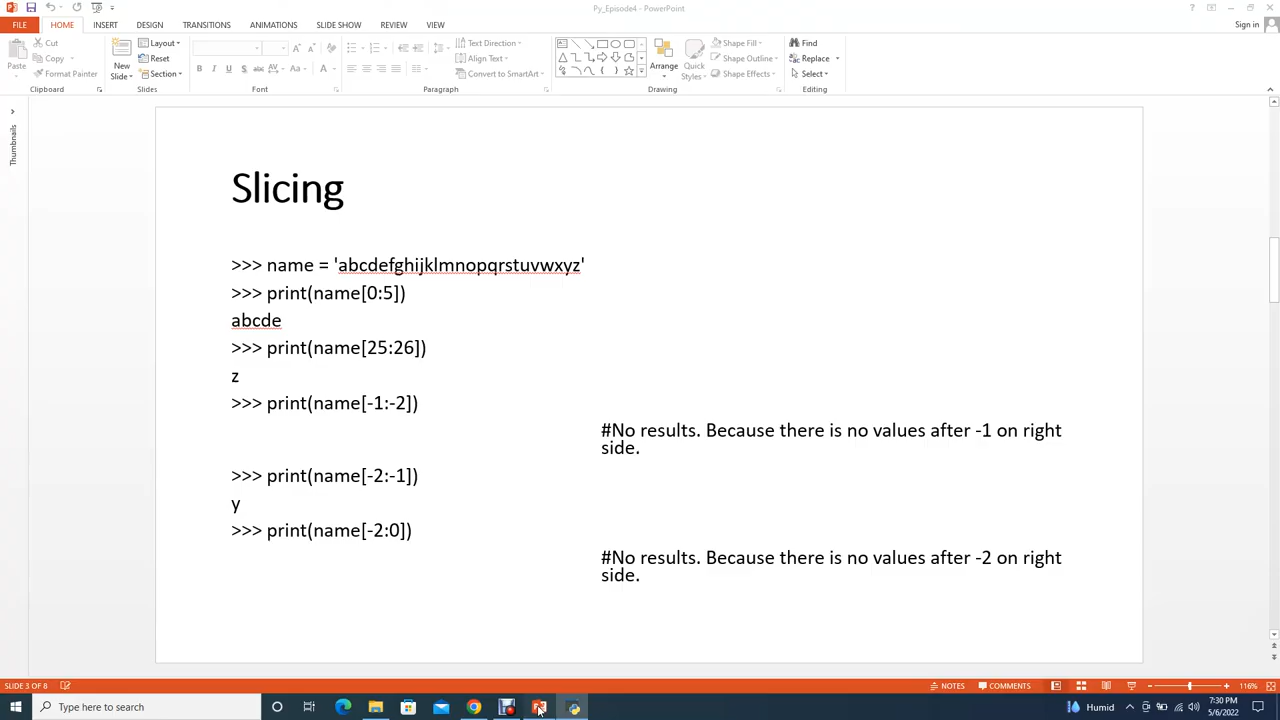 Py_Episode4 - PowerPoint
FILE HOME INSERT DESIGN TRANSITIONS ANIMATIONS SLIDE SHOW REVIEW VIEW Sign in
Paste
Cut
Copy
Format Painter
Clipboard
New Slide
Layout
Reset
Section
Slides
Font
Text Direction
Align Text
Convert to SmartArt
Paragraph
Arrange
Quick Styles
Shape Fill
Shape Outline
Shape Effects
Drawing
Find
Replace
Select
Editing
Thumbnails
Slicing
>>> name = 'abcdefghijklmnopqrstuvwxyz'
>>> print(name[0:5])
abcde
>>> print(name[25:26])
z
>>> print(name[-1:-2])
#No results. Because there is no values after -1 on right
side.
>>> print(name[-2:-1])
y
>>> print(name[-2:0])
#No results. Because there is no values after -2 on right
side.
SLIDE 3 OF 8 NOTES COMMENTS 116%
Type here to search Humid 7:30 PM
5/6/2022